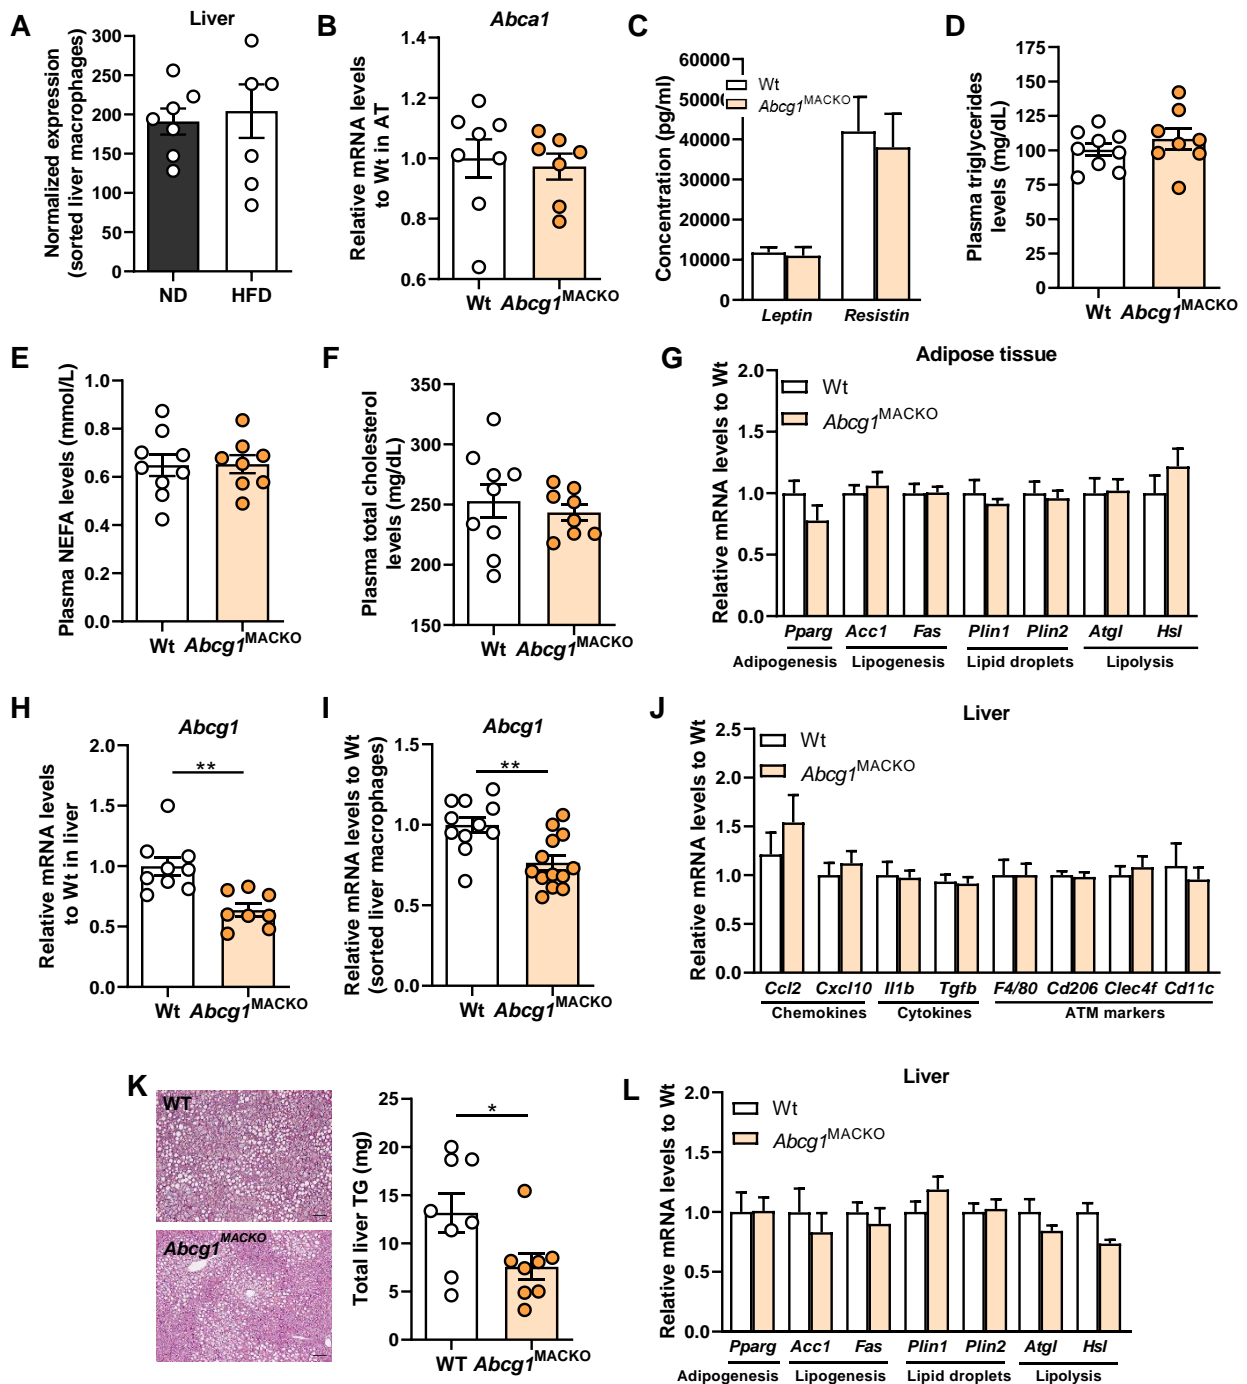 A
Liver
Normalized expression
(sorted liver macrophages)
300
250
200
150
100
50
0
ND
HFD
B
Abca1
Relative mRNA levels
to Wt in AT
1.4
1.2
1.0
0.8
0.6
Wt
Abcg1MACKO
C
Concentration (pg/ml)
60000
50000
40000
30000
20000
10000
0
Wt
Abcg1MACKO
Leptin
Resistin
D
Plasma triglycerides
levels (mg/dL)
175
150
125
100
75
50
25
0
Wt
Abcg1MACKO
E
Plasma NEFA levels (mmol/L)
1.0
0.8
0.6
0.4
0.2
0.0
Wt
Abcg1MACKO
F
Plasma total cholesterol
levels (mg/dL)
350
300
250
200
150
Wt
Abcg1MACKO
G
Adipose tissue
Relative mRNA levels to Wt
2.0
1.5
1.0
0.5
0.0
Wt
Abcg1MACKO
Pparg
Acc1
Fas
Plin1
Plin2
Atgl
Hsl
Adipogenesis
Lipogenesis
Lipid droplets
Lipolysis
H
Abcg1
Relative mRNA levels
to Wt in liver
2.0
1.5
1.0
0.5
0.0
**
Wt
Abcg1MACKO
I
Abcg1
Relative mRNA levels to Wt
(sorted liver macrophages)
1.5
1.0
0.5
0.0
**
Wt
Abcg1MACKO
J
Liver
Relative mRNA levels to Wt
2.5
2.0
1.5
1.0
0.5
0.0
Wt
Abcg1MACKO
Ccl2
Cxcl10
Il1b
Tgfb
F4/80
Cd206
Clec4f
Cd11c
Chemokines
Cytokines
ATM markers
K
WT
Abcg1MACKO
Total liver TG (mg)
25
20
15
10
5
0
*
WT
Abcg1MACKO
L
Liver
Relative mRNA levels to Wt
2.0
1.5
1.0
0.5
0.0
Wt
Abcg1MACKO
Pparg
Acc1
Fas
Plin1
Plin2
Atgl
Hsl
Adipogenesis
Lipogenesis
Lipid droplets
Lipolysis